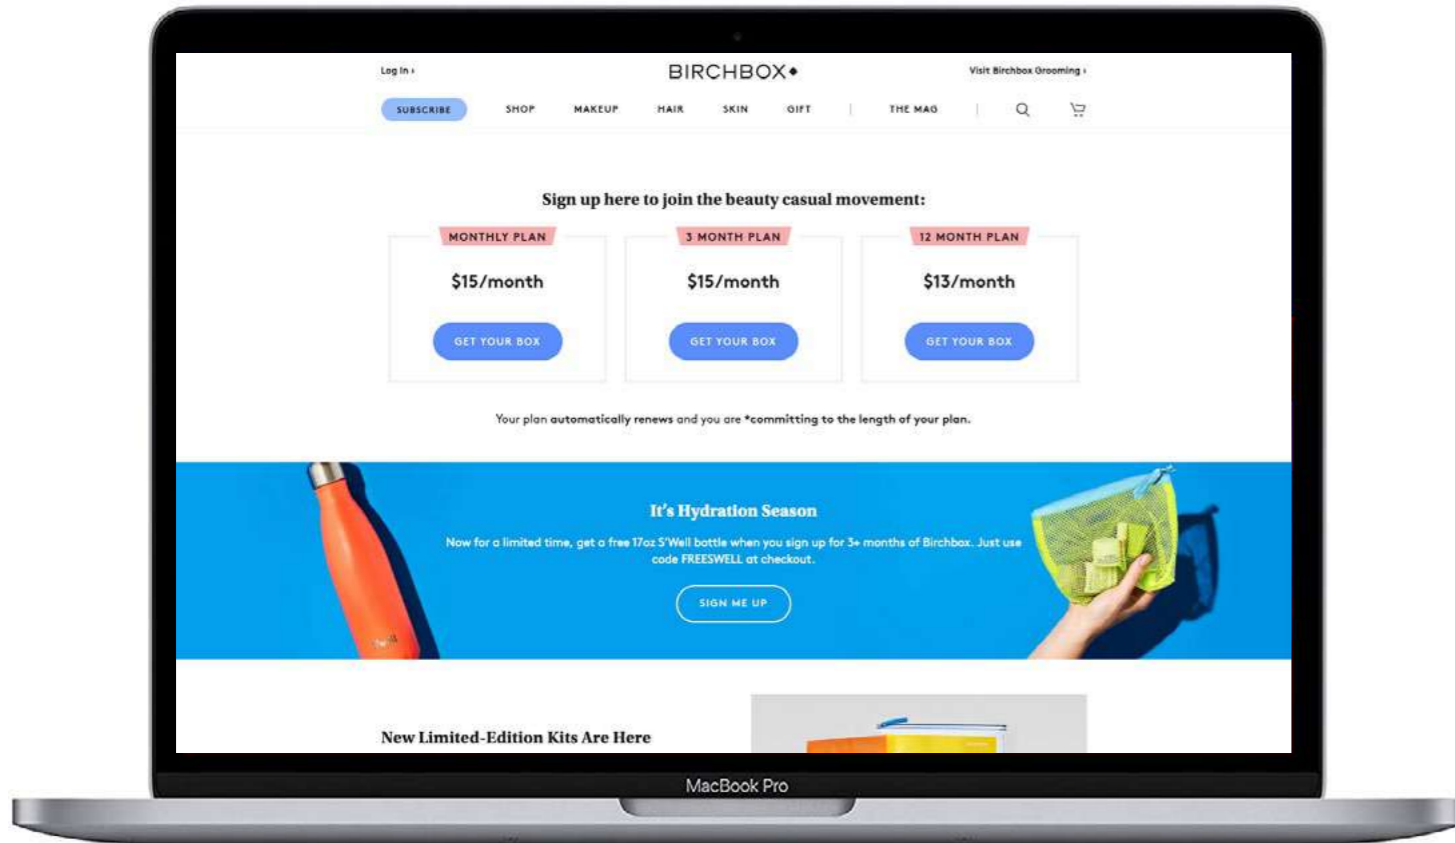 Log In ›
BIRCHBOX
Visit Birchbox Grooming ›
SUBSCRIBE SHOP MAKEUP HAIR SKIN GIFT | THE MAG |
Sign up here to join the beauty casual movement:
MONTHLY PLAN
$15/month
GET YOUR BOX
3 MONTH PLAN
$15/month
GET YOUR BOX
12 MONTH PLAN
$13/month
GET YOUR BOX
Your plan automatically renews and you are *committing to the length of your plan.
It's Hydration Season
Now for a limited time, get a free 17oz S'Well bottle when you sign up for 3+ months of Birchbox. Just use
code FREESWELL at checkout.
SIGN ME UP
New Limited-Edition Kits Are Here
MacBook Pro